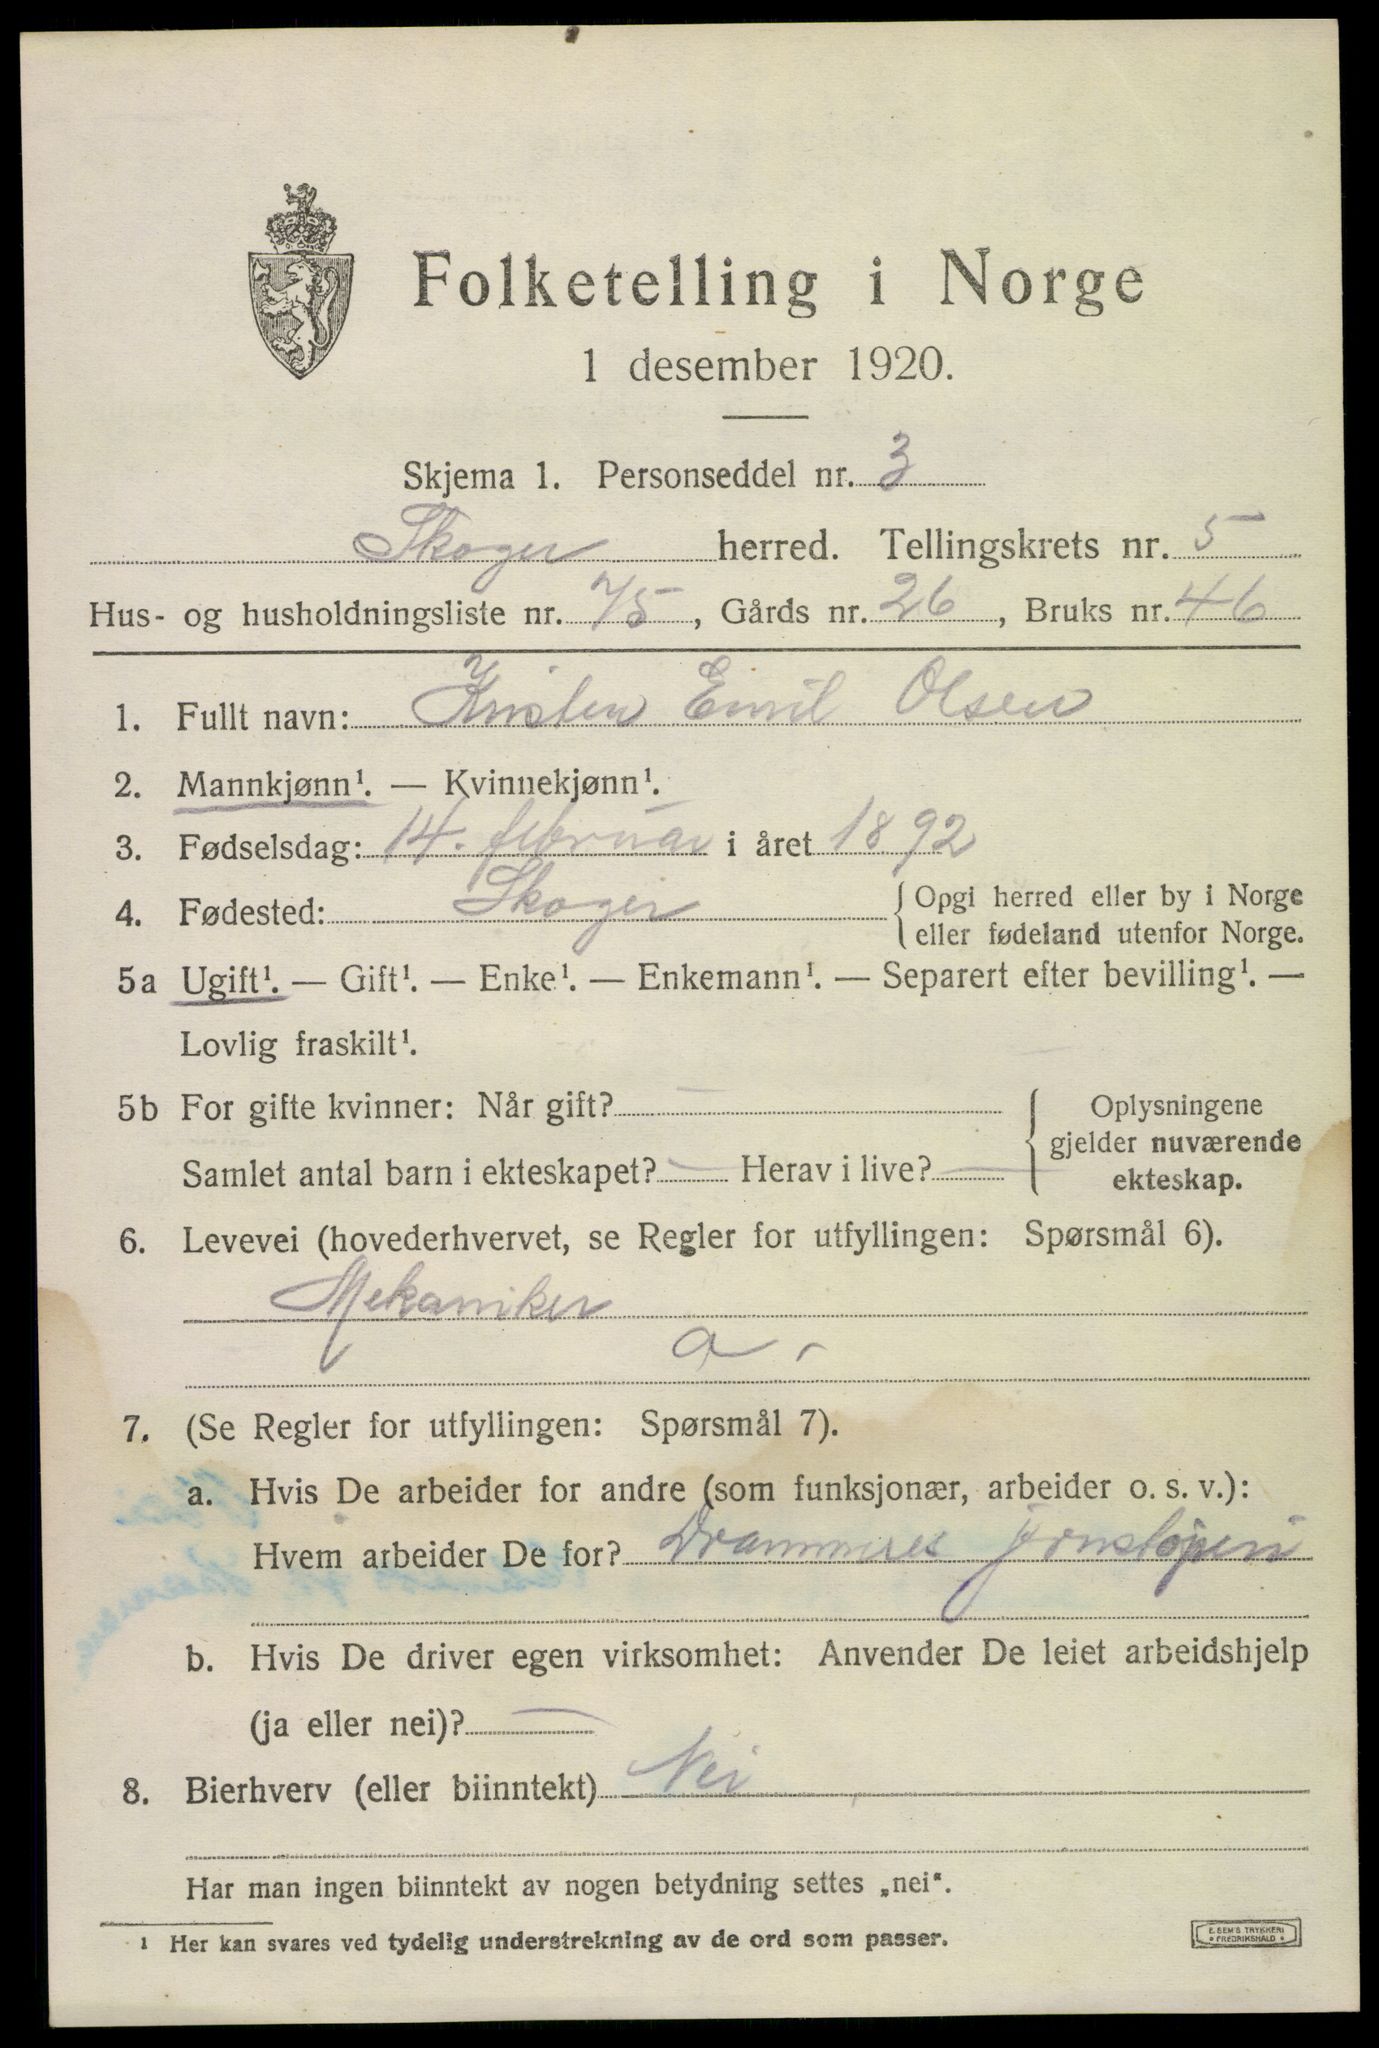 Folketelling i Norge
1 desember 1920.
Skjema 1. Personseddel nr. 3
Skoger herred. Tellingskrets nr. 5
Hus- og husholdningsliste nr. 75, Gårds nr. 26, Bruks nr. 46
1. Fullt navn: Kristen Emil Olsen
2. Mannkjønn¹. — Kvinnekjønn¹.
3. Fødselsdag: 14. februar i året 1892
4. Fødested: Skoger { Opgi herred eller by i Norge
eller fødeland utenfor Norge.
5a Ugift¹. — Gift¹. — Enke¹. — Enkemann¹. — Separert efter bevilling¹. —
Lovlig fraskilt¹.
5b For gifte kvinner: Når gift? — { Oplysningene
gjelder nuværende
Samlet antal barn i ekteskapet? — Herav i live? —
ekteskap.
6. Levevei (hovederhvervet, se Regler for utfyllingen: Spørsmål 6).
Mekaniker
a.
7. (Se Regler for utfyllingen: Spørsmål 7).
a. Hvis De arbeider for andre (som funksjonær, arbeider o. s. v.):
Hvem arbeider De for? Drammens jernstøperi
b. Hvis De driver egen virksomhet: Anvender De leiet arbeidshjelp
(ja eller nei)? —
8. Bierhverv (eller biinntekt) Nei
Har man ingen biinntekt av nogen betydning settes „nei“.
¹ Her kan svares ved tydelig understrekning av de ord som passer.
E. SEM'S TRYKKERI
FREDRIKSHALD